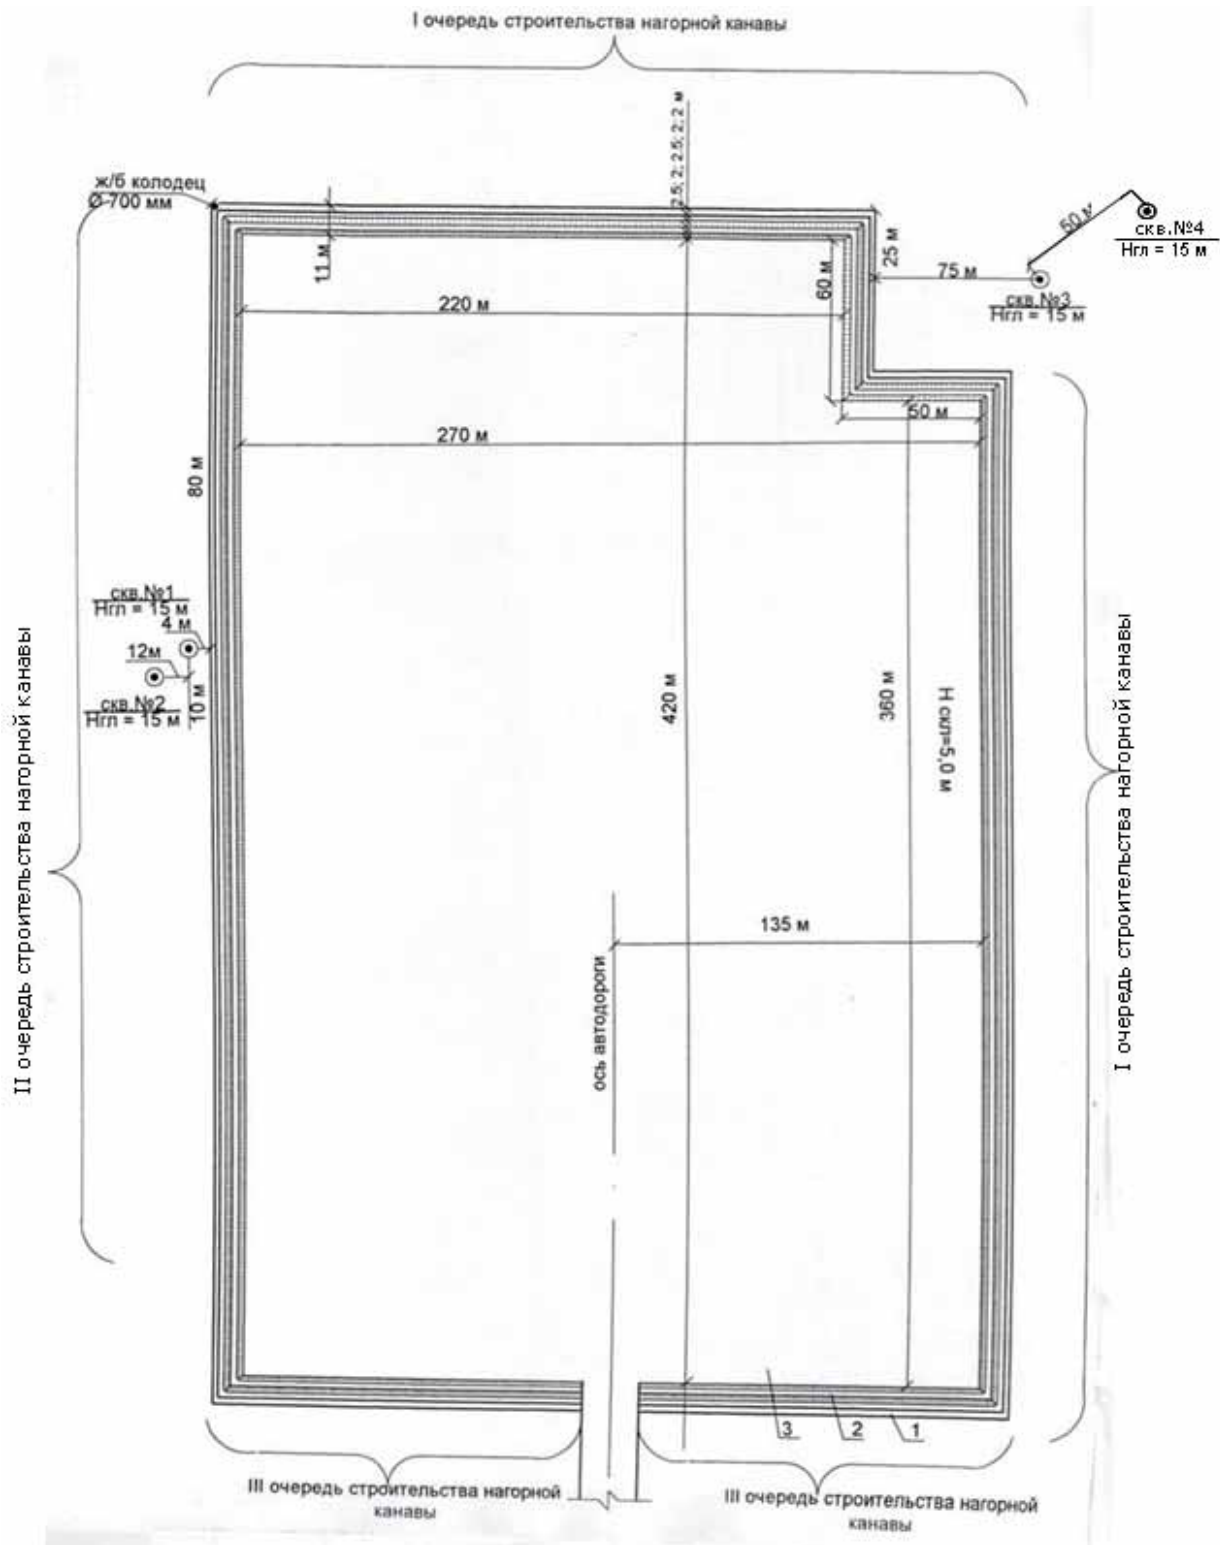 I очередь строительства нагорной канавы
2.5; 2; 2.5; 2; 2 м
ж/б колодец
Ø-700 мм
50 м
скв.№4
Нгл = 15 м
11 м
25 м
60 м
75 м
скв.№3
Нгл = 15 м
220 м
50 м
270 м
80 м
скв.№1
Нгл = 15 м
4 м
12м
скв.№2
Нгл = 15 м
10 м
420 м
360 м
Н скл=5,0 м
II очередь строительства нагорной канавы
I очередь строительства нагорной канавы
135 м
ось автодороги
3
2
1
III очередь строительства нагорной
канавы
III очередь строительства нагорной
канавы